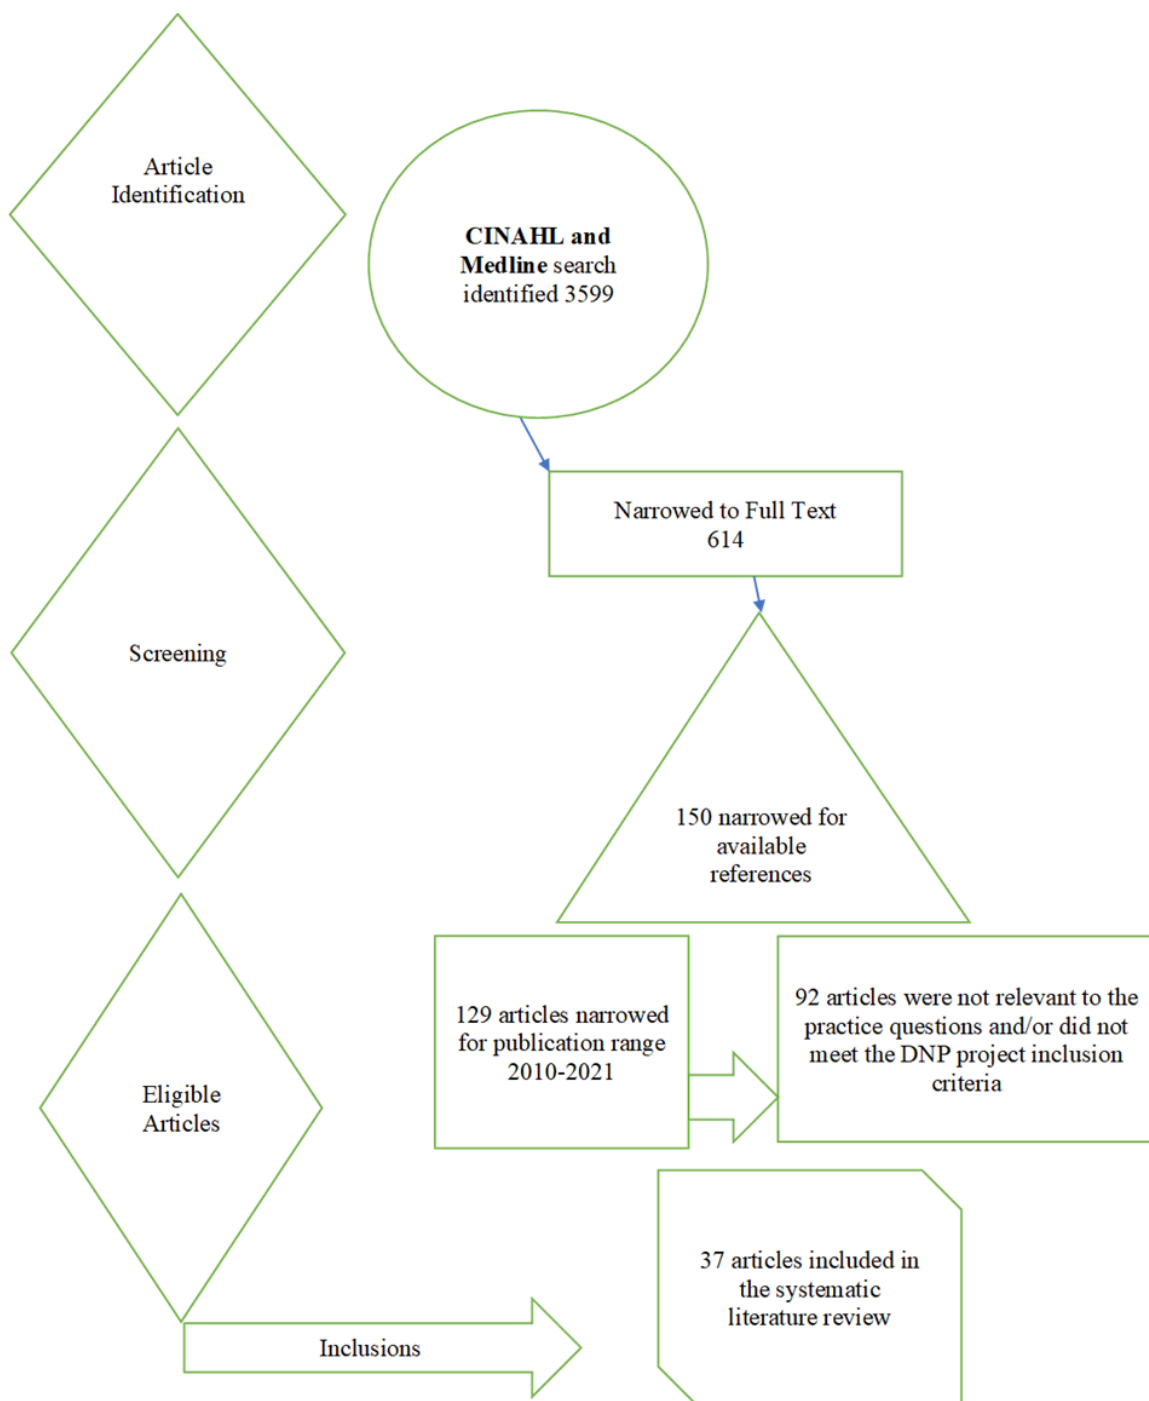 Article
Identification
CINAHL and
Medline search
identified 3599
Narrowed to Full Text
614
Screening
150 narrowed for
available
references
129 articles narrowed
for publication range
2010-2021
92 articles were not relevant to the
practice questions and/or did not
meet the DNP project inclusion
criteria
Eligible
Articles
37 articles included in
the systematic
literature review
Inclusions